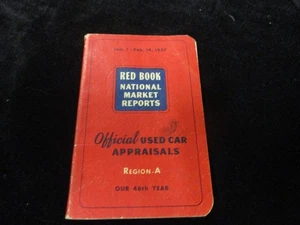 RED BOOK
NATIONAL
MARKET
REPORTS
Official USED CAR
APPRAISALS
REGION-A
OUR 46TH YEAR